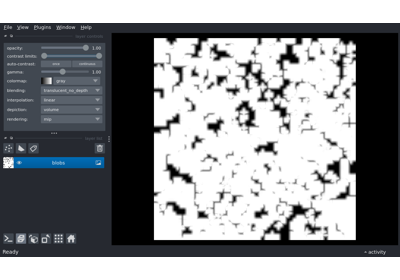 File View Plugins Window Help
opacity: 1.00
contrast limits:
auto-contrast: once continuous
gamma: 1.00
colormap: gray
blending: translucent_no_depth
interpolation: linear
depiction: volume
rendering: mip
blobs
Ready
activity